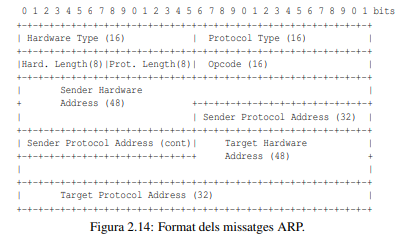 0 1 2 3 4 5 6 7 8 9 0 1 2 3 4 5 6 7 8 9 0 1 2 3 4 5 6 7 8 9 0 1 bits
+-+-+-+-+-+-+-+-+-+-+-+-+-+-+-+-+-+-+-+-+-+-+-+-+-+-+-+-+-+-+-+-+
| Hardware Type (16) | Protocol Type (16) |
+-+-+-+-+-+-+-+-+-+-+-+-+-+-+-+-+-+-+-+-+-+-+-+-+-+-+-+-+-+-+-+-+
|Hard. Length(8)|Prot. Length(8)| Opcode (16) |
+-+-+-+-+-+-+-+-+-+-+-+-+-+-+-+-+-+-+-+-+-+-+-+-+-+-+-+-+-+-+-+-+
| Sender Hardware |
+ Address (48) +-+-+-+-+-+-+-+-+-+-+-+-+-+-+-+-+
| | Sender Protocol Address (32) |
+-+-+-+-+-+-+-+-+-+-+-+-+-+-+-+-+-+-+-+-+-+-+-+-+-+-+-+-+-+-+-+-+
| Sender Protocol Address (cont)| Target Hardware |
+-+-+-+-+-+-+-+-+-+-+-+-+-+-+-+-+ Address (48) +
| |
+-+-+-+-+-+-+-+-+-+-+-+-+-+-+-+-+-+-+-+-+-+-+-+-+-+-+-+-+-+-+-+-+
| Target Protocol Address (32) |
+-+-+-+-+-+-+-+-+-+-+-+-+-+-+-+-+-+-+-+-+-+-+-+-+-+-+-+-+-+-+-+-+
Figura 2.14: Format dels missatges ARP.